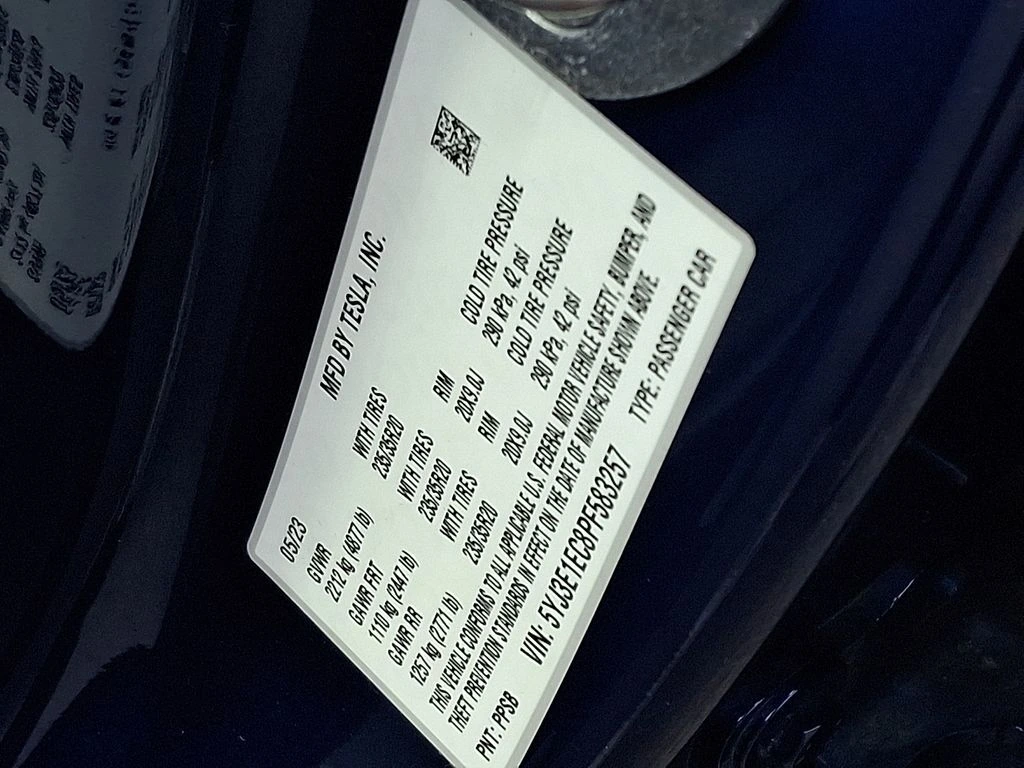 MFD BY TESLA, INC.
05/23
GVWR WITH TIRES
2212 kg (4877 lb) 235/35R20
GAWR FRT WITH TIRES RIM COLD TIRE PRESSURE
1110 kg (2447 lb) 235/35R20 20X9.0J 290 kPa, 42 psi
GAWR RR WITH TIRES RIM COLD TIRE PRESSURE
1257 kg (2771 lb) 235/35R20 20X9.0J 290 kPa, 42 psi
THIS VEHICLE CONFORMS TO ALL APPLICABLE U.S. FEDERAL MOTOR VEHICLE SAFETY, BUMPER, AND
THEFT PREVENTION STANDARDS IN EFFECT ON THE DATE OF MANUFACTURE SHOWN ABOVE
VIN: 5YJ3E1EC8PF583257 TYPE: PASSENGER CAR
PNT: PPSB